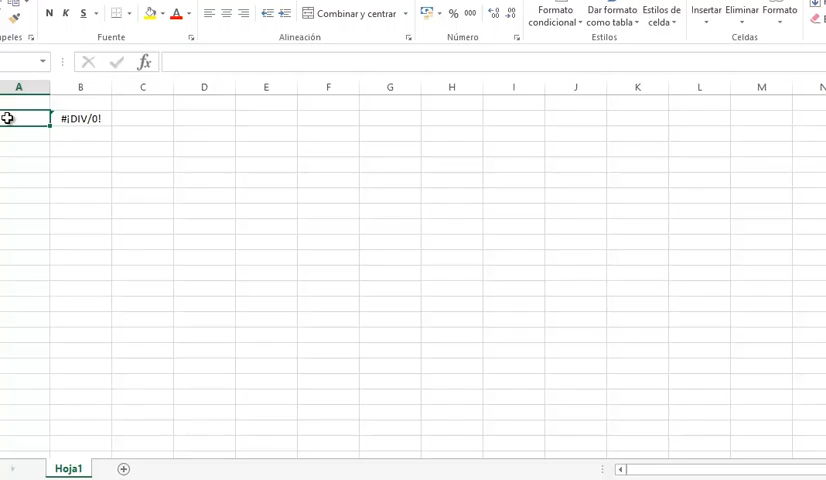 N K S Combinar y centrar % 000 Formato condicional Dar formato como tabla Estilos de celda Insertar Eliminar Formato
Fuente Alineación Número Estilos Celdas
fx
A B C D E F G H I J K L M N
#¡DIV/0!
Hoja1